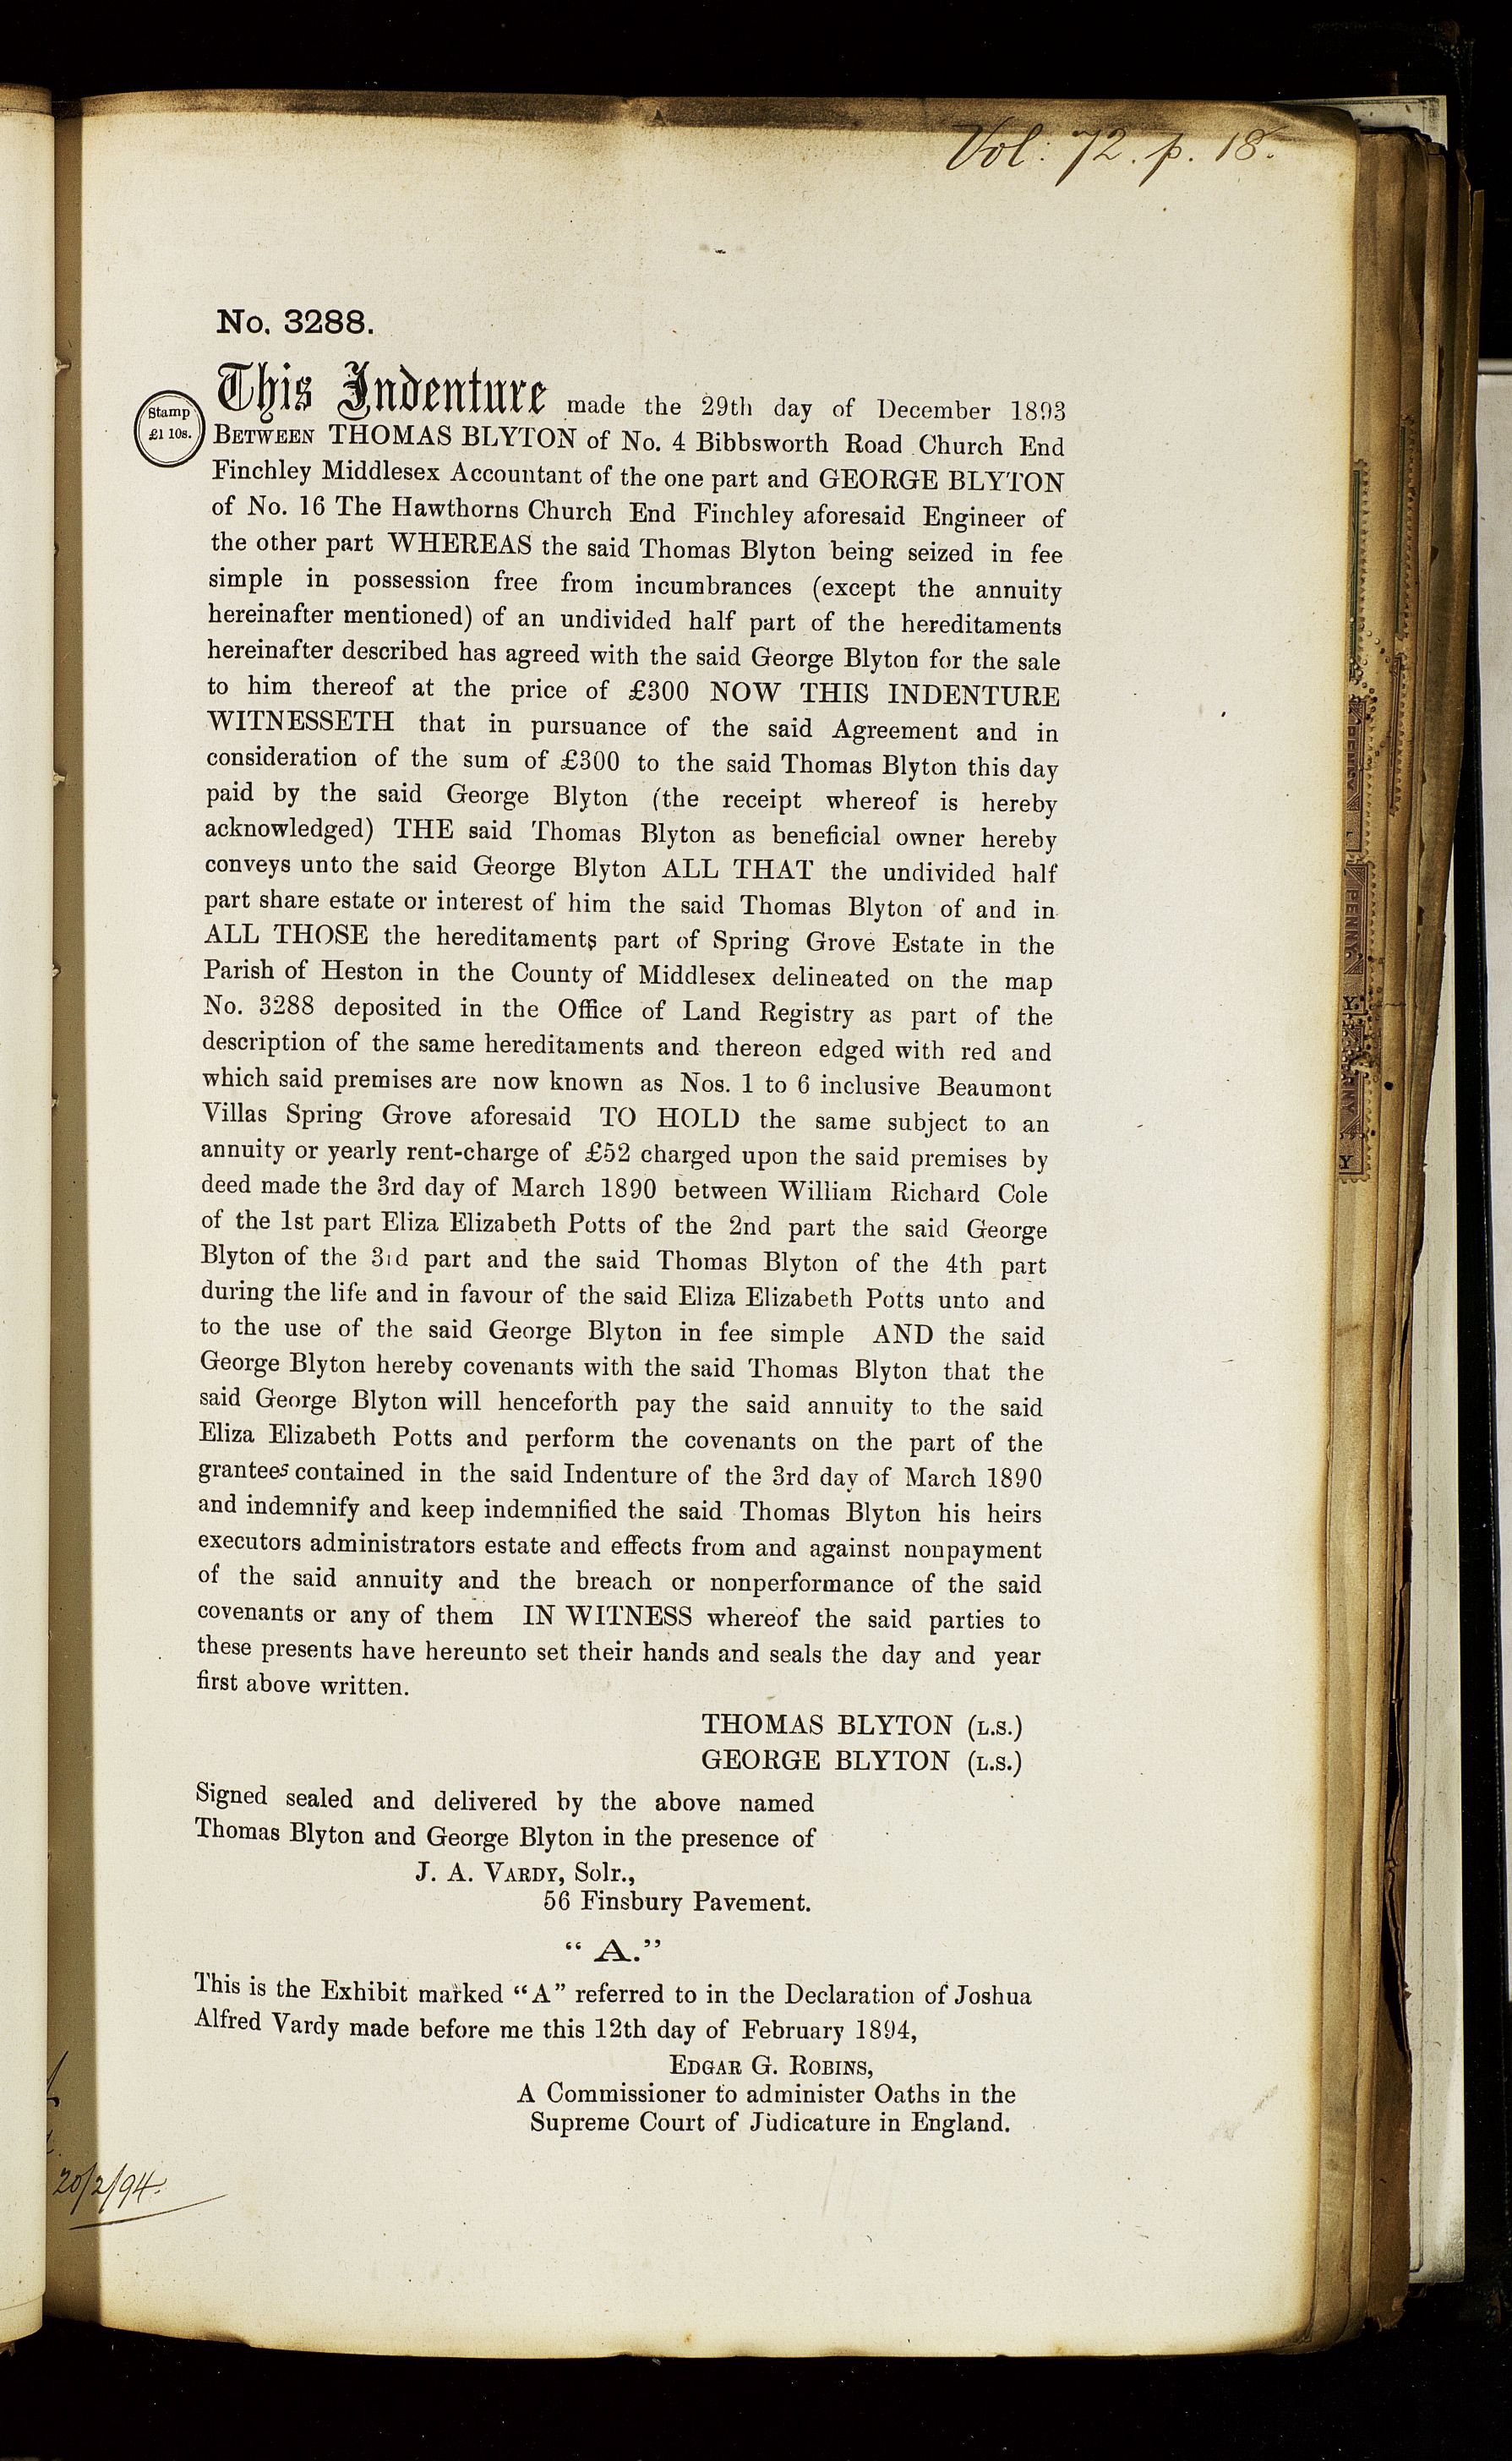 Vol: 72. p. 18.
No. 3288.
This Indenture made the 29th day of December 1893
Stamp
£1 10s.
BETWEEN THOMAS BLYTON of No. 4 Bibbsworth Road Church End
Finchley Middlesex Accountant of the one part and GEORGE BLYTON
of No. 16 The Hawthorns Church End Finchley aforesaid Engineer of
the other part WHEREAS the said Thomas Blyton being seized in fee
simple in possession free from incumbrances (except the annuity
hereinafter mentioned) of an undivided half part of the hereditaments
hereinafter described has agreed with the said George Blyton for the sale
to him thereof at the price of £300 NOW THIS INDENTURE
WITNESSETH that in pursuance of the said Agreement and in
consideration of the sum of £300 to the said Thomas Blyton this day
paid by the said George Blyton (the receipt whereof is hereby
acknowledged) THE said Thomas Blyton as beneficial owner hereby
conveys unto the said George Blyton ALL THAT the undivided half
part share estate or interest of him the said Thomas Blyton of and in
ALL THOSE the hereditaments part of Spring Grove Estate in the
Parish of Heston in the County of Middlesex delineated on the map
No. 3288 deposited in the Office of Land Registry as part of the
description of the same hereditaments and thereon edged with red and
which said premises are now known as Nos. 1 to 6 inclusive Beaumont
Villas Spring Grove aforesaid TO HOLD the same subject to an
annuity or yearly rent-charge of £52 charged upon the said premises by
deed made the 3rd day of March 1890 between William Richard Cole
of the 1st part Eliza Elizabeth Potts of the 2nd part the said George
Blyton of the 3rd part and the said Thomas Blyton of the 4th part
during the life and in favour of the said Eliza Elizabeth Potts unto and
to the use of the said George Blyton in fee simple AND the said
George Blyton hereby covenants with the said Thomas Blyton that the
said George Blyton will henceforth pay the said annuity to the said
Eliza Elizabeth Potts and perform the covenants on the part of the
grantees contained in the said Indenture of the 3rd day of March 1890
and indemnify and keep indemnified the said Thomas Blyton his heirs
executors administrators estate and effects from and against nonpayment
of the said annuity and the breach or nonperformance of the said
covenants or any of them IN WITNESS whereof the said parties to
these presents have hereunto set their hands and seals the day and year
first above written.
THOMAS BLYTON (L.S.)
GEORGE BLYTON (L.S.)
Signed sealed and delivered by the above named
Thomas Blyton and George Blyton in the presence of
J. A. VARDY, Solr.,
56 Finsbury Pavement.
"A."
This is the Exhibit marked "A" referred to in the Declaration of Joshua
Alfred Vardy made before me this 12th day of February 1894,
EDGAR G. ROBINS,
A Commissioner to administer Oaths in the
Supreme Court of Judicature in England.
20/2/94.
PENNY
PENNY.